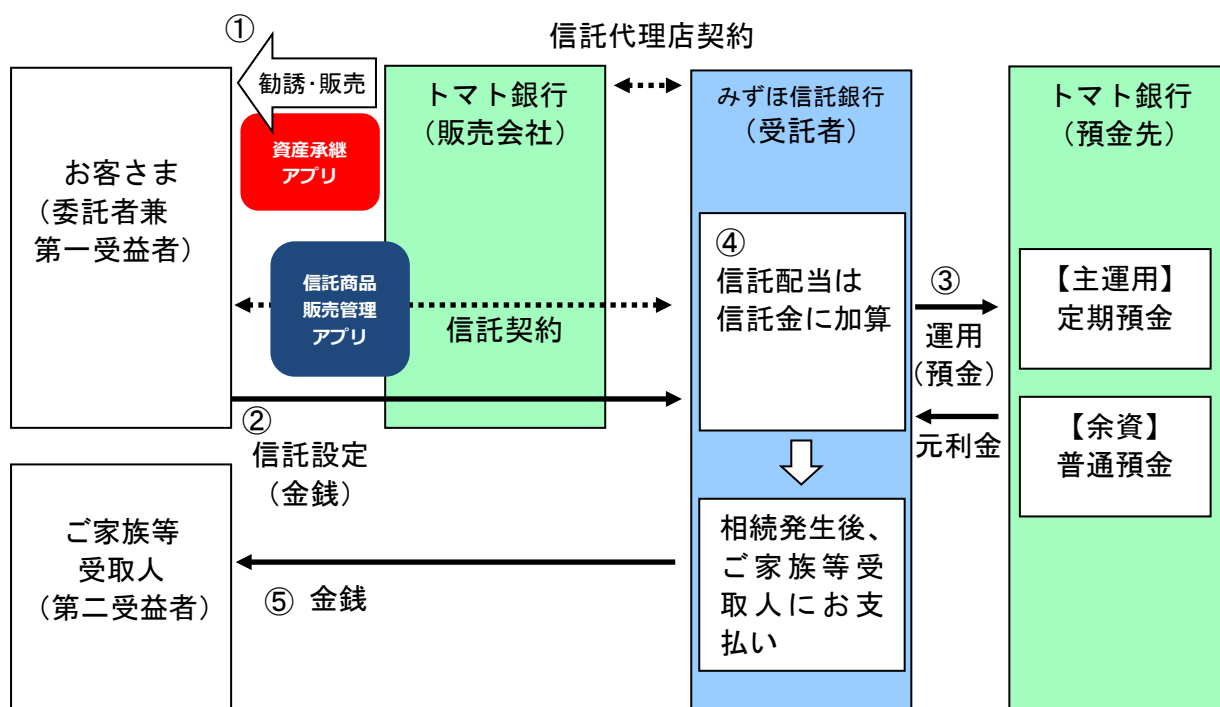 ①
信託代理店契約
勧誘・販売
トマト銀行
（販売会社）
みずほ信託銀行
（受託者）
トマト銀行
（預金先）
資産承継
アプリ
お客さま
（委託者兼
第一受益者）
信託商品
販売管理
アプリ
信託契約
④
信託配当は
信託金に加算
③
運用
（預金）
元利金
【主運用】
定期預金
【余資】
普通預金
②
信託設定
（金銭）
ご家族等
受取人
（第二受益者）
⑤ 金銭
相続発生後、
ご家族等受
取人にお支
払い